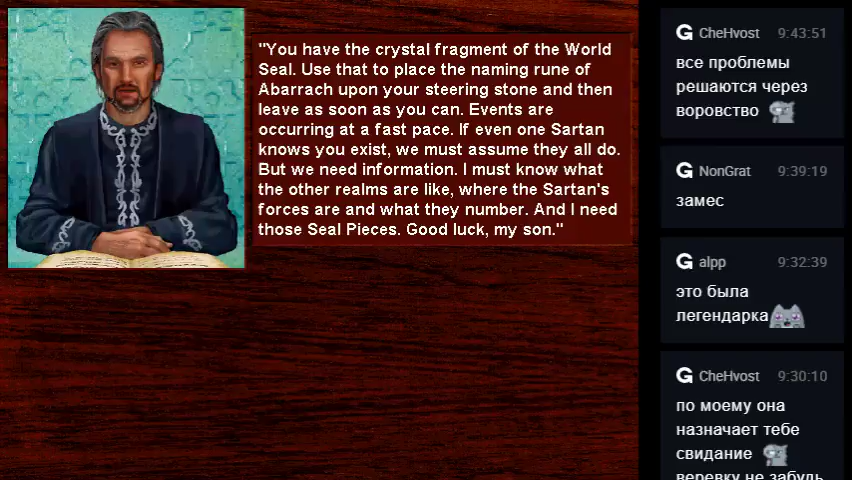 "You have the crystal fragment of the World
Seal. Use that to place the naming rune of
Abarrach upon your steering stone and then
leave as soon as you can. Events are
occurring at a fast pace. If even one Sartan
knows you exist, we must assume they all do.
But we need information. I must know what
the other realms are like, where the Sartan's
forces are and what they number. And I need
those Seal Pieces. Good luck, my son."
G CheHvost 9:43:51
все проблемы
решаются через
воровство
G NonGrat 9:39:19
замес
G alpp 9:32:39
это была
легендарка
G CheHvost 9:30:10
по моему она
назначает тебе
свидание
веревку не забудь